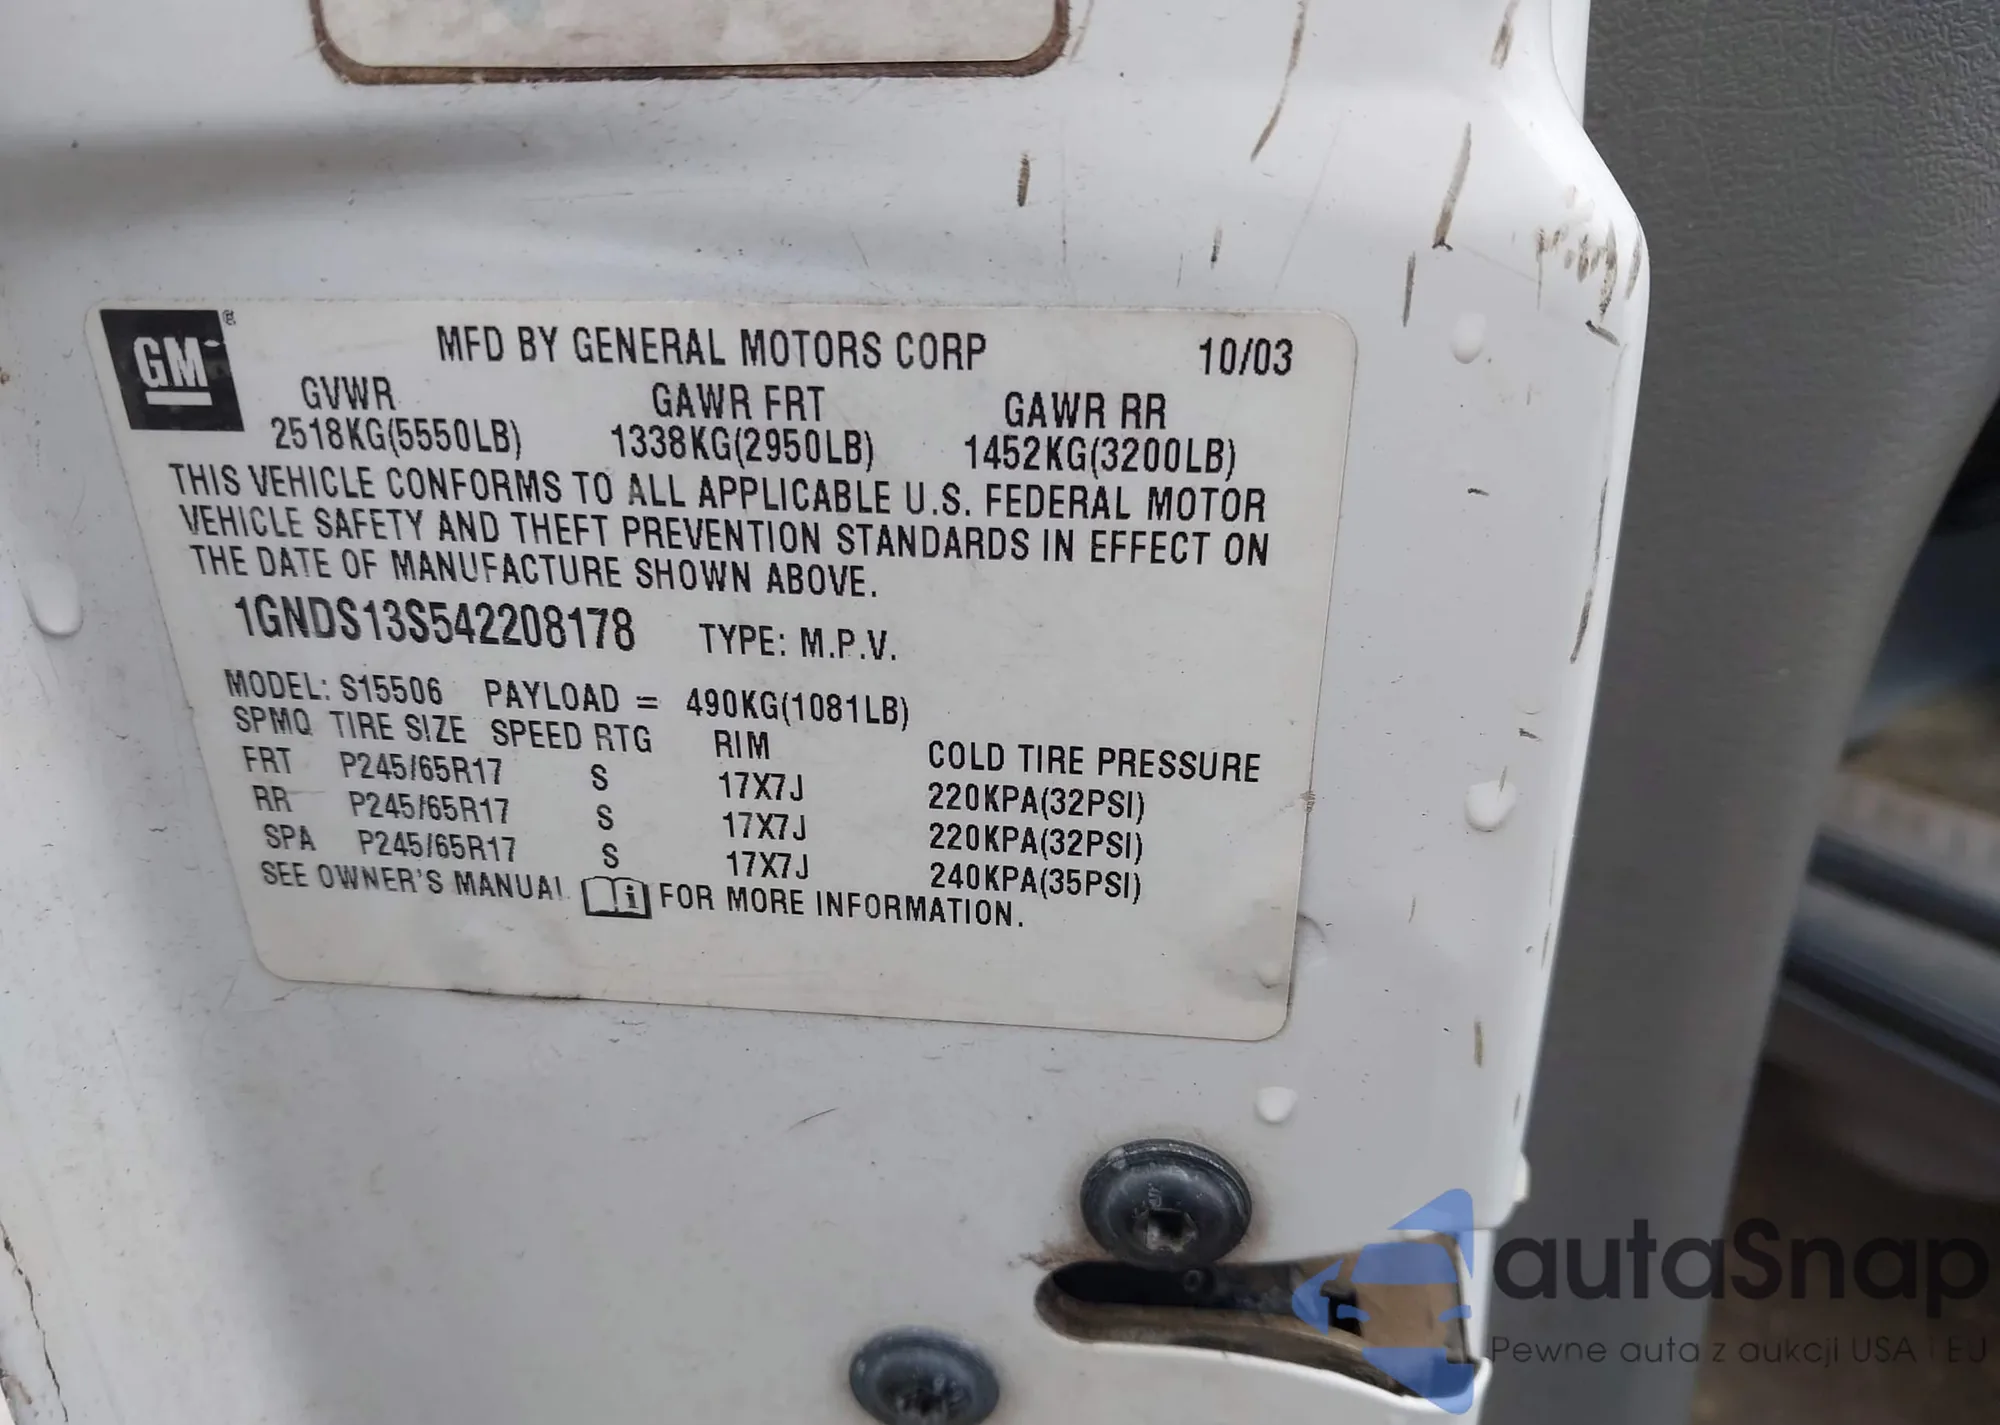 GM ®
MFD BY GENERAL MOTORS CORP 10/03
GVWR GAWR FRT GAWR RR
2518KG(5550LB) 1338KG(2950LB) 1452KG(3200LB)
THIS VEHICLE CONFORMS TO ALL APPLICABLE U.S. FEDERAL MOTOR
VEHICLE SAFETY AND THEFT PREVENTION STANDARDS IN EFFECT ON
THE DATE OF MANUFACTURE SHOWN ABOVE.
1GNDS13S542208178 TYPE: M.P.V.
MODEL: S15506 PAYLOAD = 490KG(1081LB)
SPMQ TIRE SIZE SPEED RTG RIM COLD TIRE PRESSURE
FRT P245/65R17 S 17X7J 220KPA(32PSI)
RR P245/65R17 S 17X7J 220KPA(32PSI)
SPA P245/65R17 S 17X7J 240KPA(35PSI)
SEE OWNER'S MANUAL FOR MORE INFORMATION.
autaSnap
Pewne auta z aukcji USA i EU